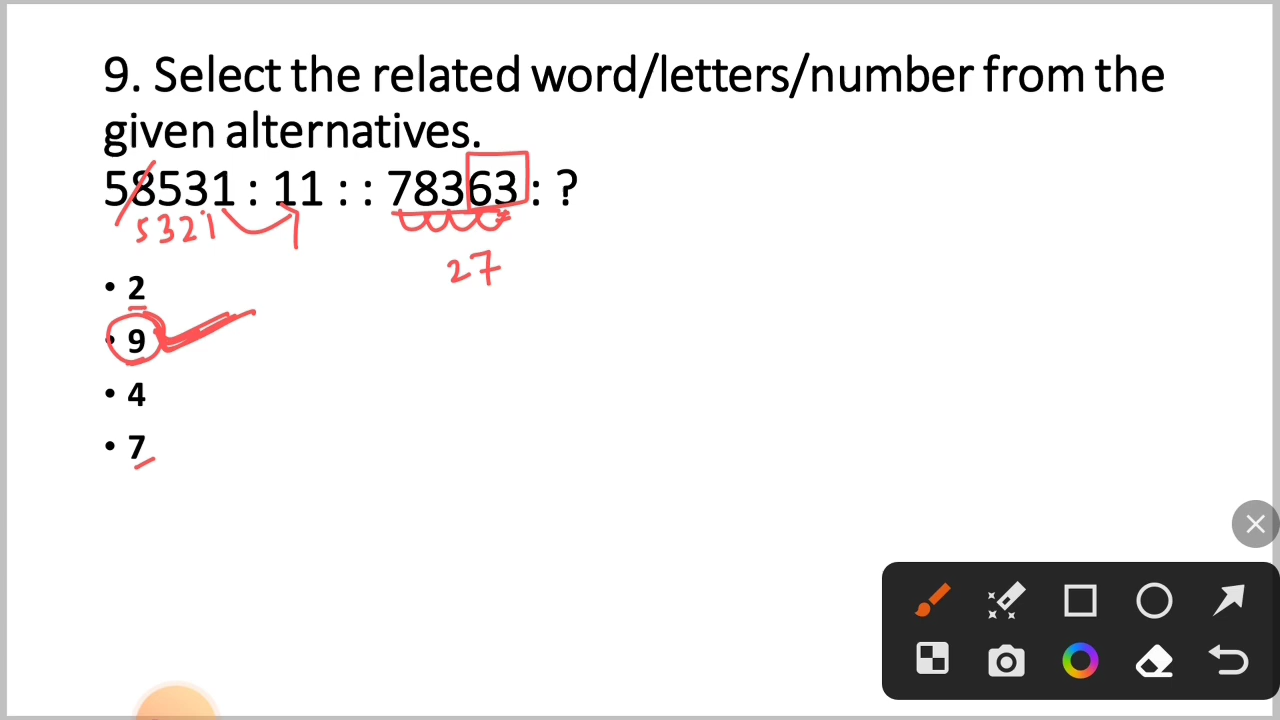 9. Select the related word/letters/number from the
given alternatives.
58531 : 11 : : 78363 : ?
5321
27
• 2
• 9
• 4
• 7